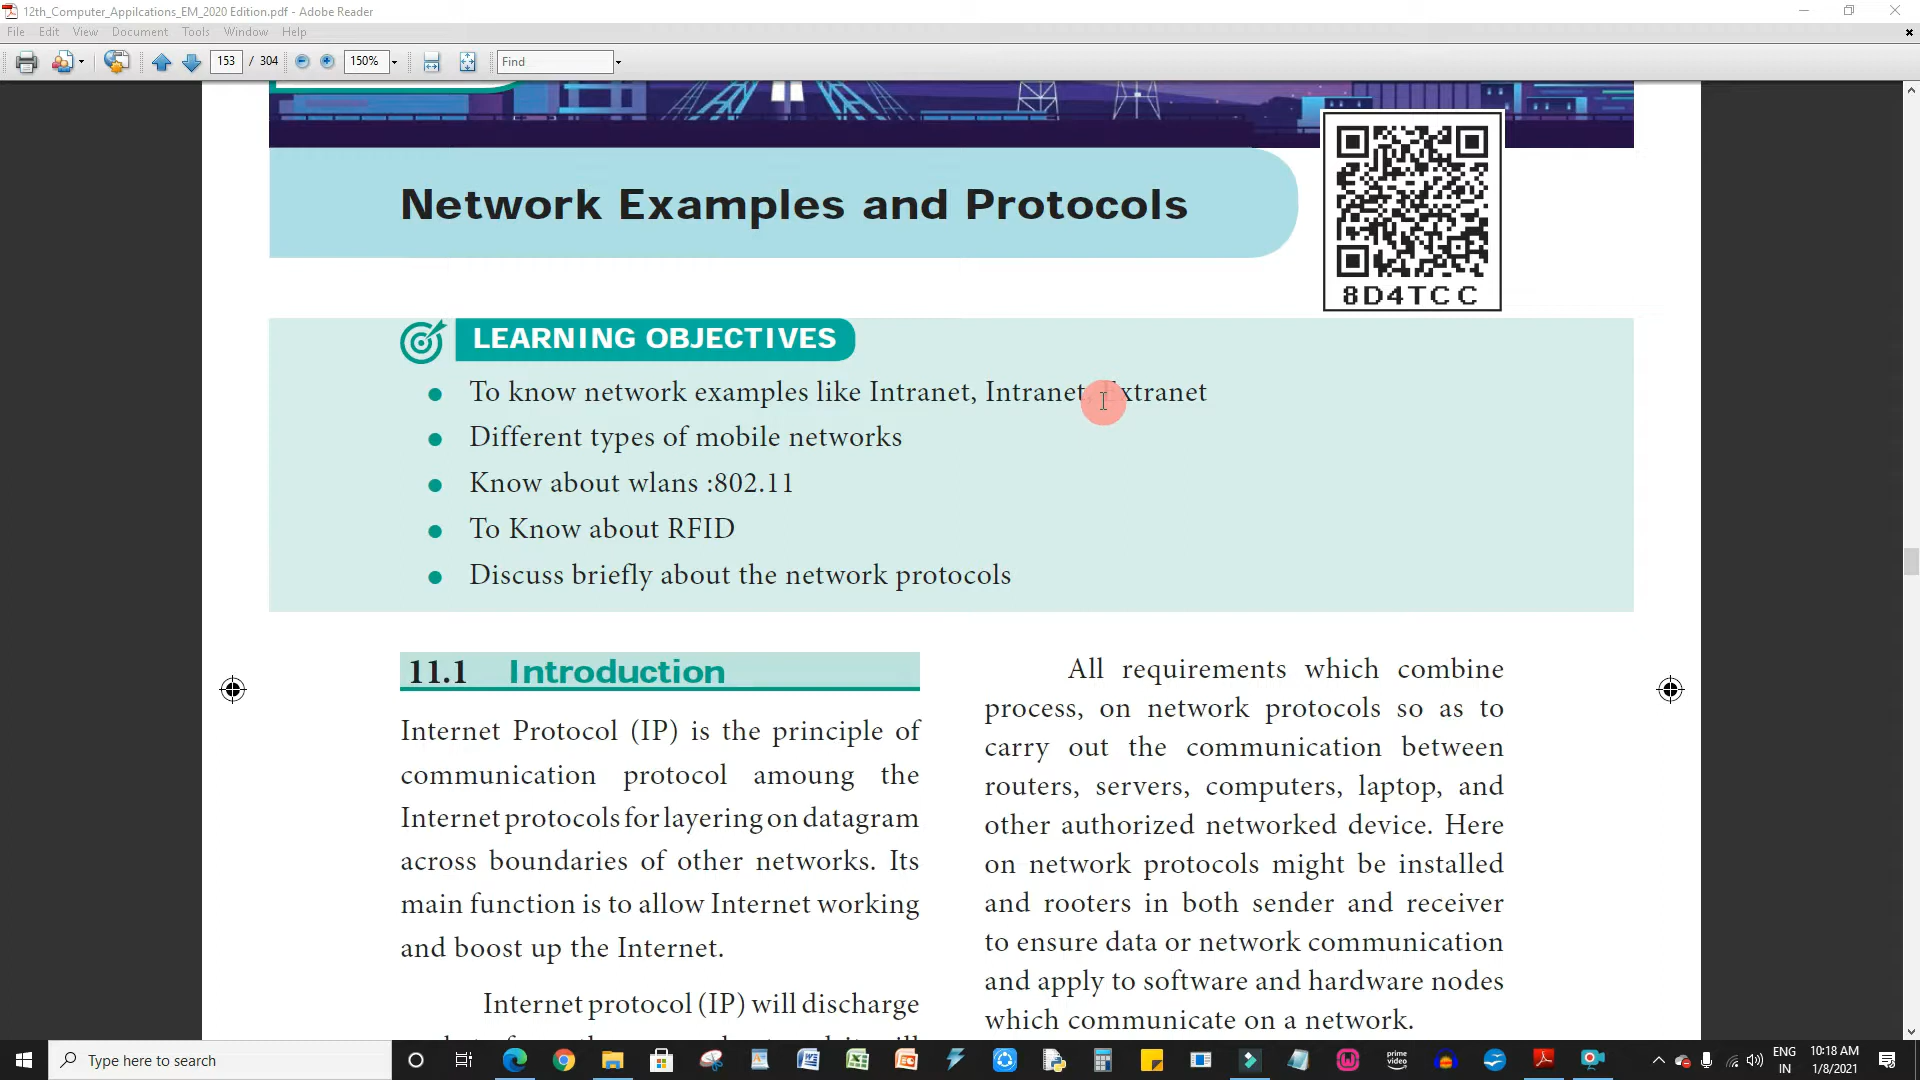 12th_Computer_Appilcations_EM_2020 Edition.pdf - Adobe Reader
File Edit View Document Tools Window Help
153 / 304 150% Find
Network Examples and Protocols
8D4TCC
LEARNING OBJECTIVES
To know network examples like Intranet, Intranet, Extranet
Different types of mobile networks
Know about wlans :802.11
To Know about RFID
Discuss briefly about the network protocols
11.1 Introduction
Internet Protocol (IP) is the principle of
communication protocol amoung the
Internet protocols for layering on datagram
across boundaries of other networks. Its
main function is to allow Internet working
and boost up the Internet.
Internet protocol (IP) will discharge
All requirements which combine
process, on network protocols so as to
carry out the communication between
routers, servers, computers, laptop, and
other authorized networked device. Here
on network protocols might be installed
and rooters in both sender and receiver
to ensure data or network communication
and apply to software and hardware nodes
which communicate on a network.
Type here to search
prime
video
ENG
IN
10:18 AM
1/8/2021